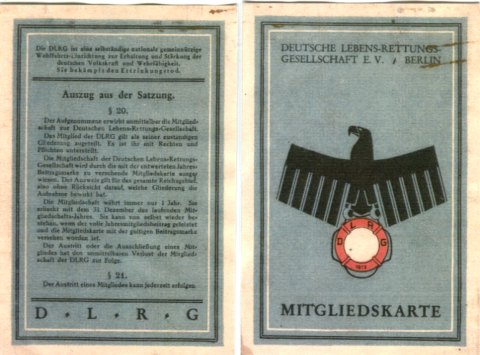 Die DLRG ist eine selbständige nationale gemeinnützige
Wohlfahrts-Einrichtung zur Erhaltung und Stärkung der
deutschen Volkskraft und Wehrfähigkeit.
Sie bekämpft den Ertrinkungstod.
Auszug aus der Satzung.
§ 20.
Der Aufgenommene erwirbt unmittelbar die Mitglied-
schaft zur Deutschen Lebens-Rettungs-Gesellschaft.
Das Mitglied der DLRG gilt als seiner zuständigen
Gliederung zugeteilt. Es ist ihr mit Rechten und
Pflichten unterstellt.
Die Mitgliedschaft der Deutschen Lebens-Rettungs-
Gesellschaft wird durch die mit der entwerteten Jahres-
Beitragsmarke zu versehende Mitgliedskarte ausge-
wiesen. Der Ausweis gilt für das gesamte Reichsgebiet,
also ohne Rücksicht darauf, welche Gliederung die
Aufnahme bewirkt hat.
Die Mitgliedschaft währt immer nur 1 Jahr. Sie
erlischt mit dem 31. Dezember des laufenden Mit-
gliedschafts-Jahres. Sie kann von selbst wieder be-
stehen, wenn der volle Jahresmitgliedsbeitrag geleistet
und die Mitgliedskarte mit der gültigen Beitragsmarke
versehen worden ist.
Der Austritt oder die Ausschließung eines Mit-
gliedes hat den unmittelbaren Verlust der Mitglied-
schaft der DLRG zur Folge.
§ 21.
Der Austritt eines Mitgliedes kann jederzeit erfolgen.
D · L · R · G
DEUTSCHE LEBENS-RETTUNGS-
GESELLSCHAFT E.V. / BERLIN
D L R G
1913
MITGLIEDSKARTE